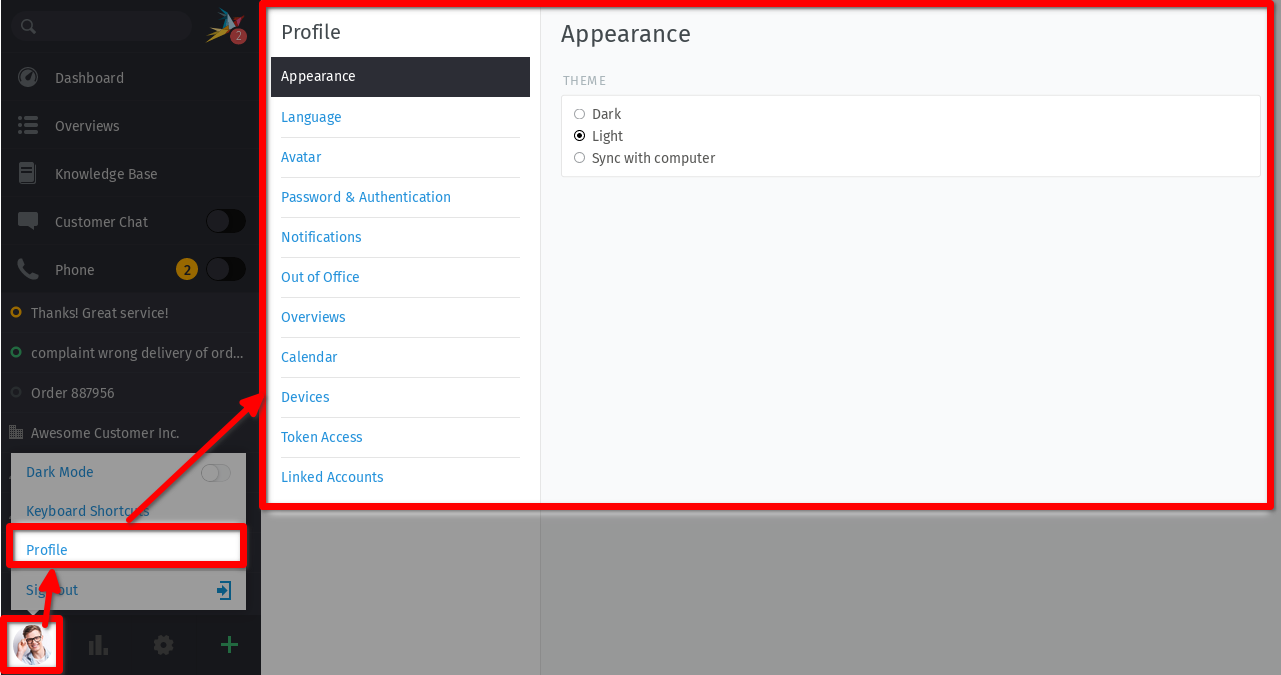 2
Dashboard
Overviews
Knowledge Base
Customer Chat
Phone 2
Thanks! Great service!
complaint wrong delivery of ord...
Order 887956
Awesome Customer Inc.
Dark Mode
Keyboard Shortcuts
Profile
Sign out
Profile
Appearance
Language
Avatar
Password & Authentication
Notifications
Out of Office
Overviews
Calendar
Devices
Token Access
Linked Accounts
Appearance
THEME
Dark
Light
Sync with computer